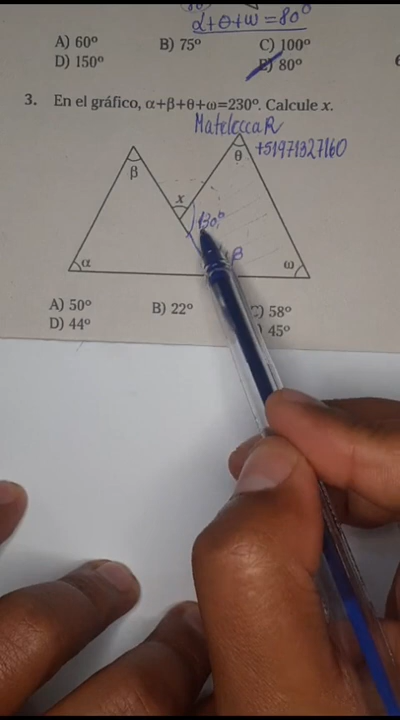 α+θ+ω=80°
A) 60° B) 75° C) 100°
D) 150° E) 80°
3. En el gráfico, α+β+θ+ω=230°. Calcule x.
MateleccaR
+51971327160
β θ
x
130°
β
α ω
A) 50° B) 22° C) 58°
D) 44° ) 45°